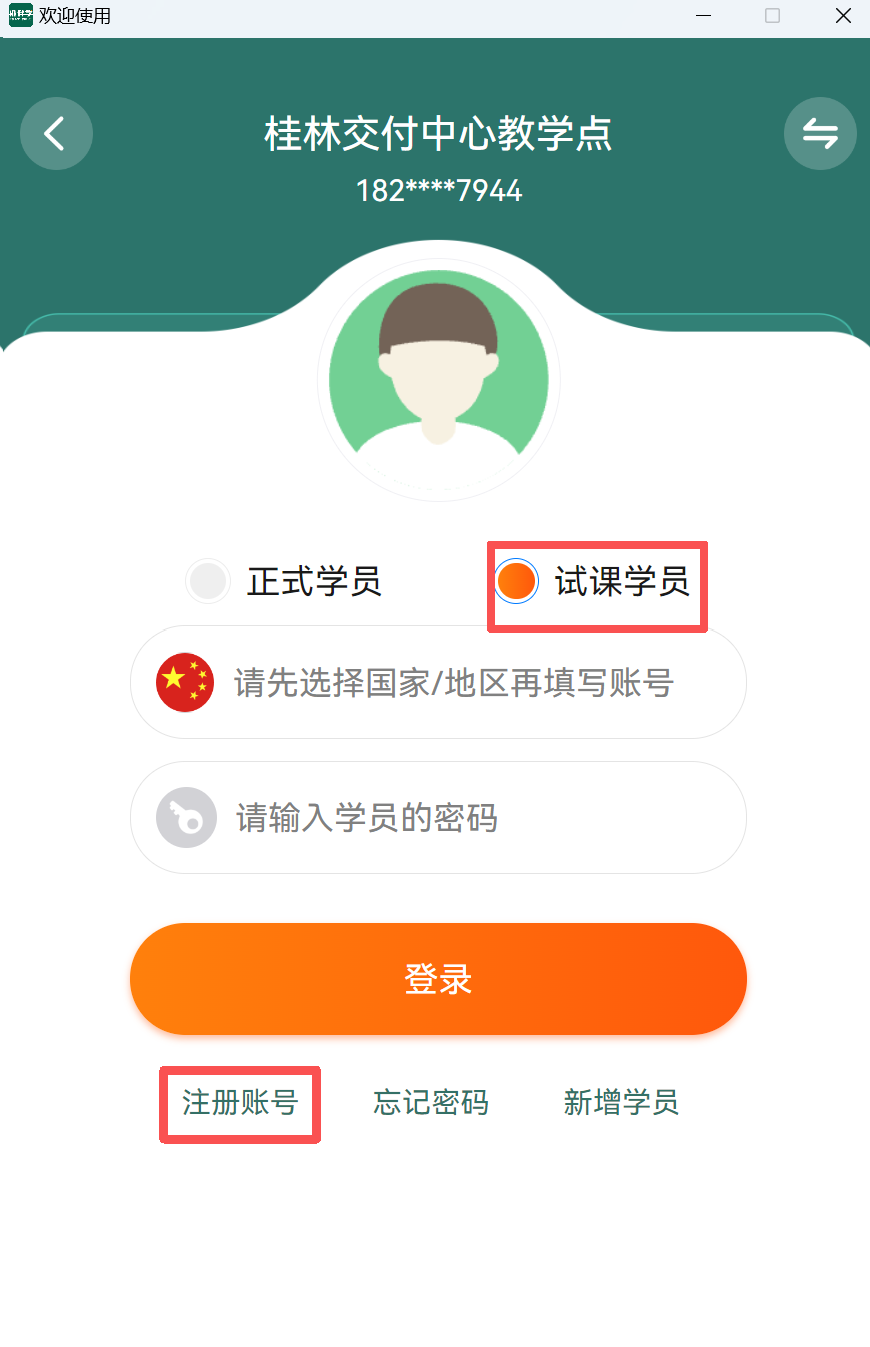 欢迎使用
桂林交付中心教学点
182****7944
正式学员 试课学员
请先选择国家/地区再填写账号
请输入学员的密码
登录
注册账号 忘记密码 新增学员